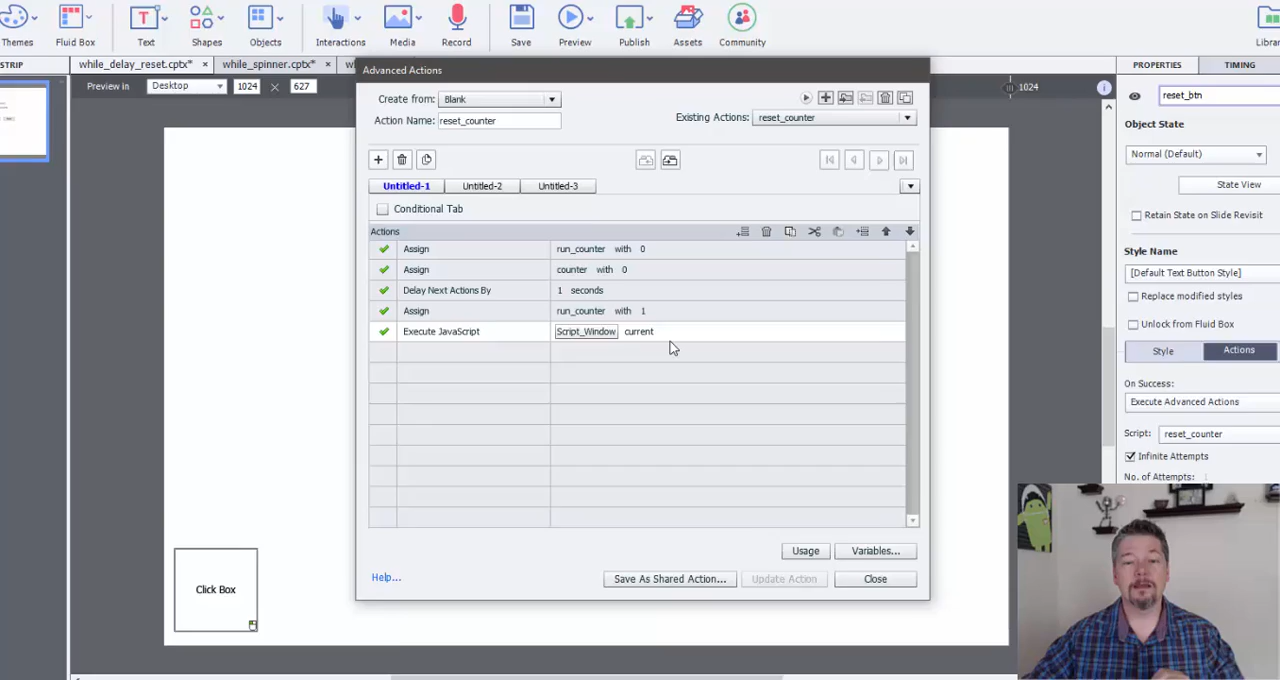 Themes Fluid Box Text Shapes Objects Interactions Media Record Save Preview Publish Assets Community
STRIP while_delay_reset.cptx* × while_spinner.cptx* × PROPERTIES TIMING
Preview in Desktop 1024 × 627 1024
Advanced Actions
Create from: Blank
Action Name: reset_counter
Existing Actions: reset_counter
Untitled-1 Untitled-2 Untitled-3
Conditional Tab
Actions
Assign run_counter with 0
Assign counter with 0
Delay Next Actions By 1 seconds
Assign run_counter with 1
Execute JavaScript Script_Window current
Usage Variables...
Help... Save As Shared Action... Update Action Close
Click Box
reset_btn
Object State
Normal (Default)
State View
Retain State on Slide Revisit
Style Name
[Default Text Button Style]
Replace modified styles
Unlock from Fluid Box
Style Actions
On Success:
Execute Advanced Actions
Script: reset_counter
Infinite Attempts
No. of Attempts: